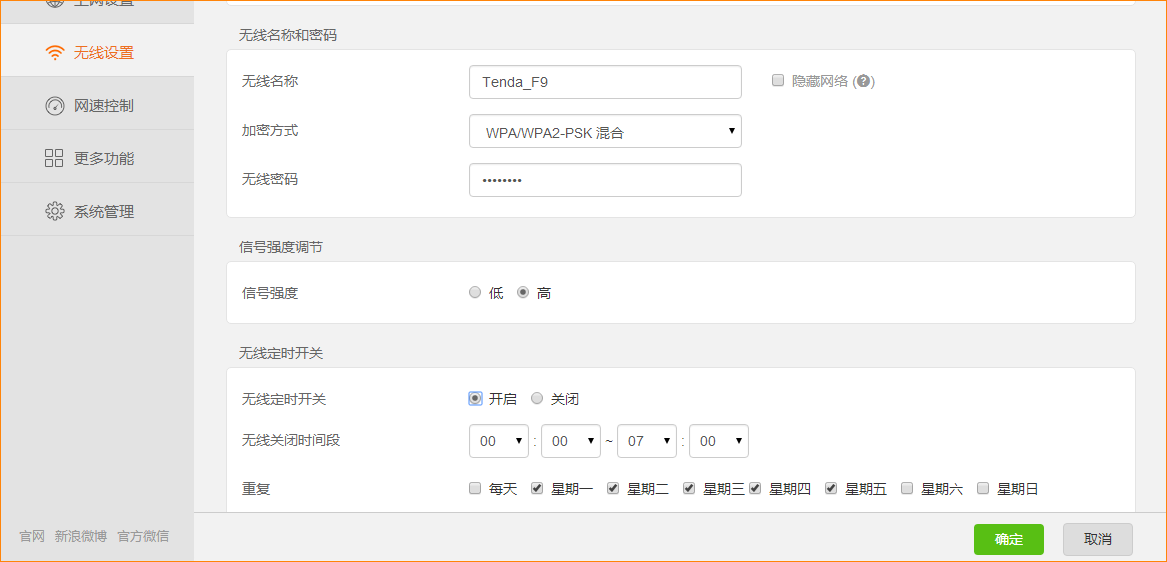 上网设置
无线设置
网速控制
更多功能
系统管理
官网 新浪微博 官方微信
无线名称和密码
无线名称 Tenda_F9 隐藏网络 (?)
加密方式 WPA/WPA2-PSK 混合
无线密码 ••••••••
信号强度调节
信号强度 低 高
无线定时开关
无线定时开关 开启 关闭
无线关闭时间段 00 : 00 ~ 07 : 00
重复 每天 星期一 星期二 星期三 星期四 星期五 星期六 星期日
确定 取消